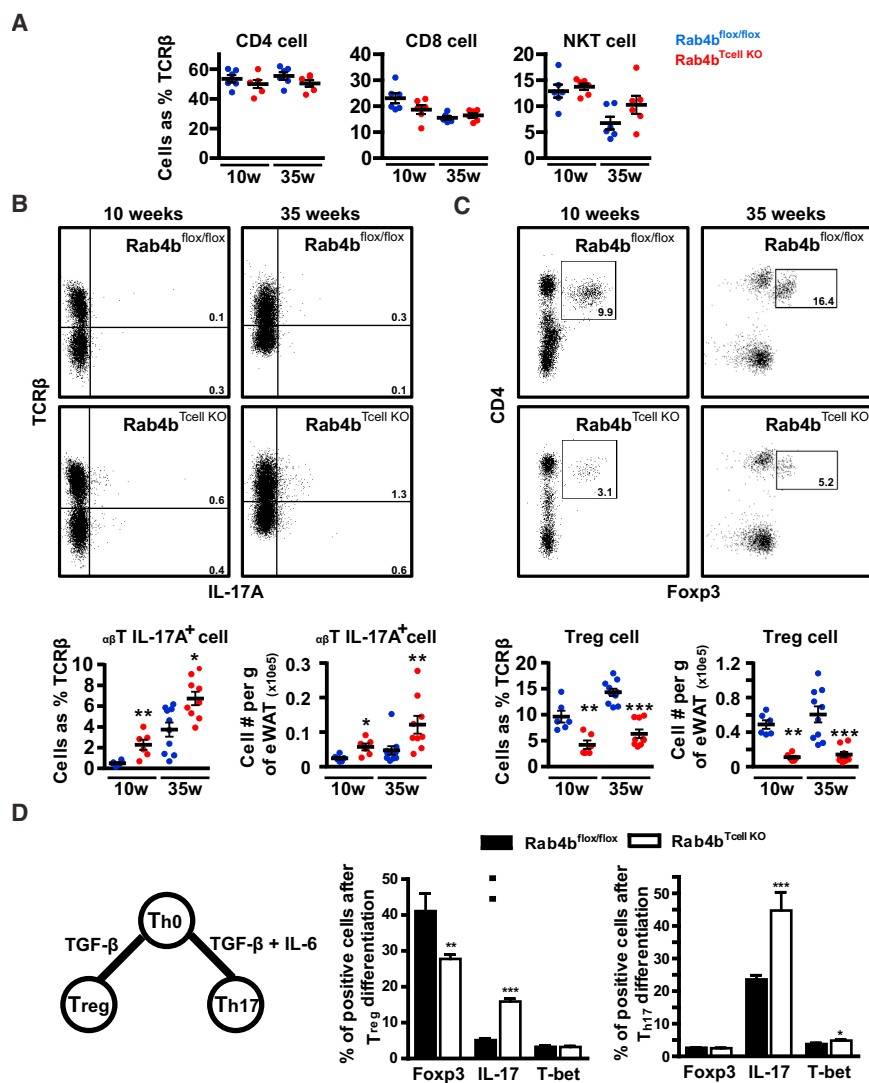 A
CD4 cell
CD8 cell
NKT cell
Rab4b flox/flox
Rab4b Tcell KO
Cells as % TCRβ
60
40
20
0
40
30
20
10
0
20
15
10
5
0
10w 35w
10w 35w
10w 35w
B
10 weeks
35 weeks
Rab4b flox/flox
Rab4b flox/flox
0.1
0.3
0.3
0.1
TCRβ
Rab4b Tcell KO
Rab4b Tcell KO
0.6
1.3
0.4
0.6
IL-17A
C
10 weeks
35 weeks
Rab4b flox/flox
Rab4b flox/flox
9.9
16.4
CD4
Rab4b Tcell KO
Rab4b Tcell KO
3.1
5.2
Foxp3
αβT IL-17A+ cell
Cells as % TCRβ
10
8
6
4
2
0
**
*
10w 35w
αβT IL-17A+ cell
Cell # per g
of eWAT (x10e5)
0.3
0.2
0.1
0
*
**
10w 35w
Treg cell
Cells as % TCRβ
20
15
10
5
0
**
***
10w 35w
Treg cell
Cell # per g
of eWAT (x10e5)
1.2
0.9
0.6
0.3
0
**
***
10w 35w
D
Rab4b flox/flox
Rab4b Tcell KO
Th0
TGF-β
TGF-β + IL-6
Treg
Th17
% of positive cells after
Treg differentiation
50
40
30
20
10
0
**
***
Foxp3 IL-17 T-bet
% of positive cells after
Th17 differentiation
50
40
30
20
10
0
***
*
Foxp3 IL-17 T-bet